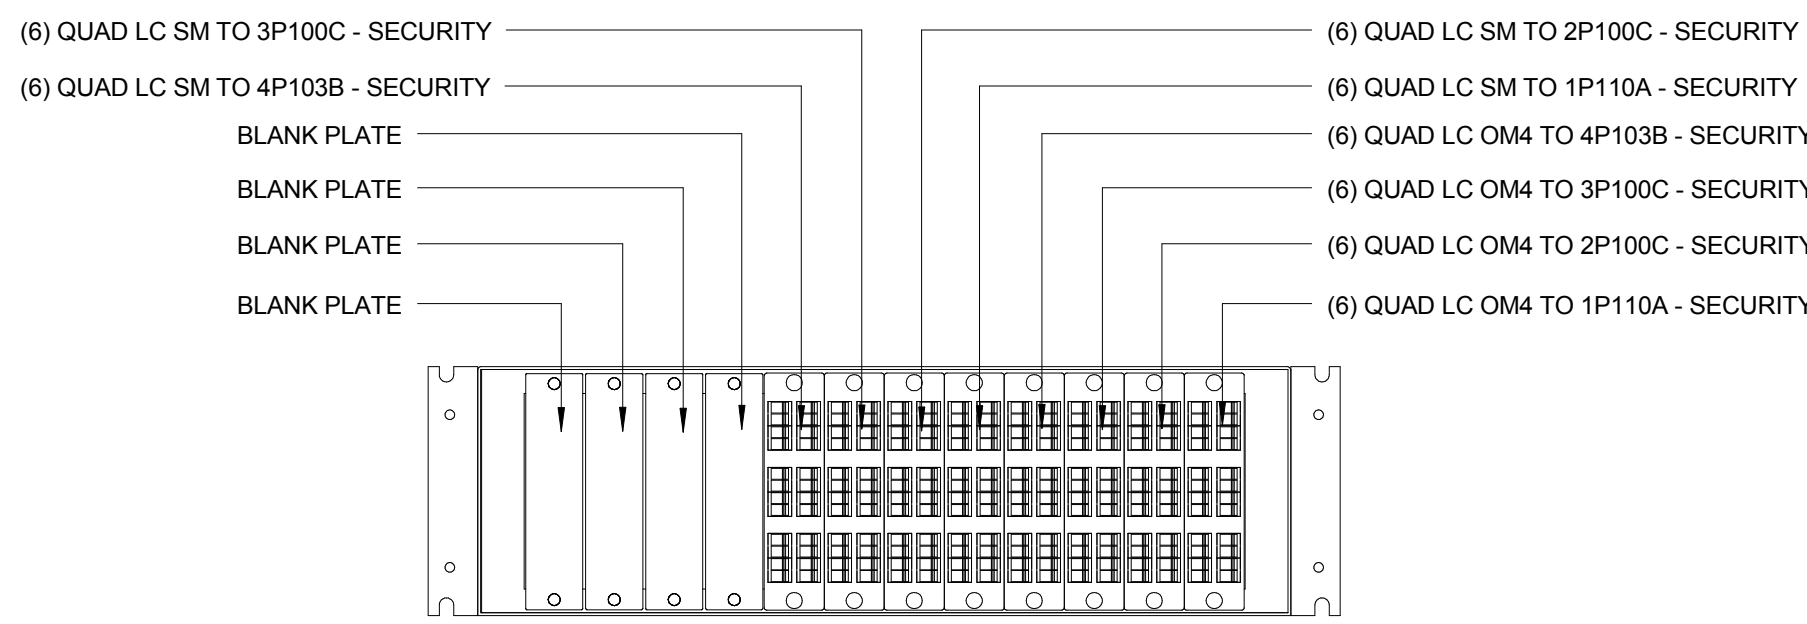 (6) QUAD LC SM TO 3P100C - SECURITY
(6) QUAD LC SM TO 4P103B - SECURITY
BLANK PLATE
BLANK PLATE
BLANK PLATE
BLANK PLATE
(6) QUAD LC SM TO 2P100C - SECURITY
(6) QUAD LC SM TO 1P110A - SECURITY
(6) QUAD LC OM4 TO 4P103B - SECURITY
(6) QUAD LC OM4 TO 3P100C - SECURITY
(6) QUAD LC OM4 TO 2P100C - SECURITY
(6) QUAD LC OM4 TO 1P110A - SECURITY